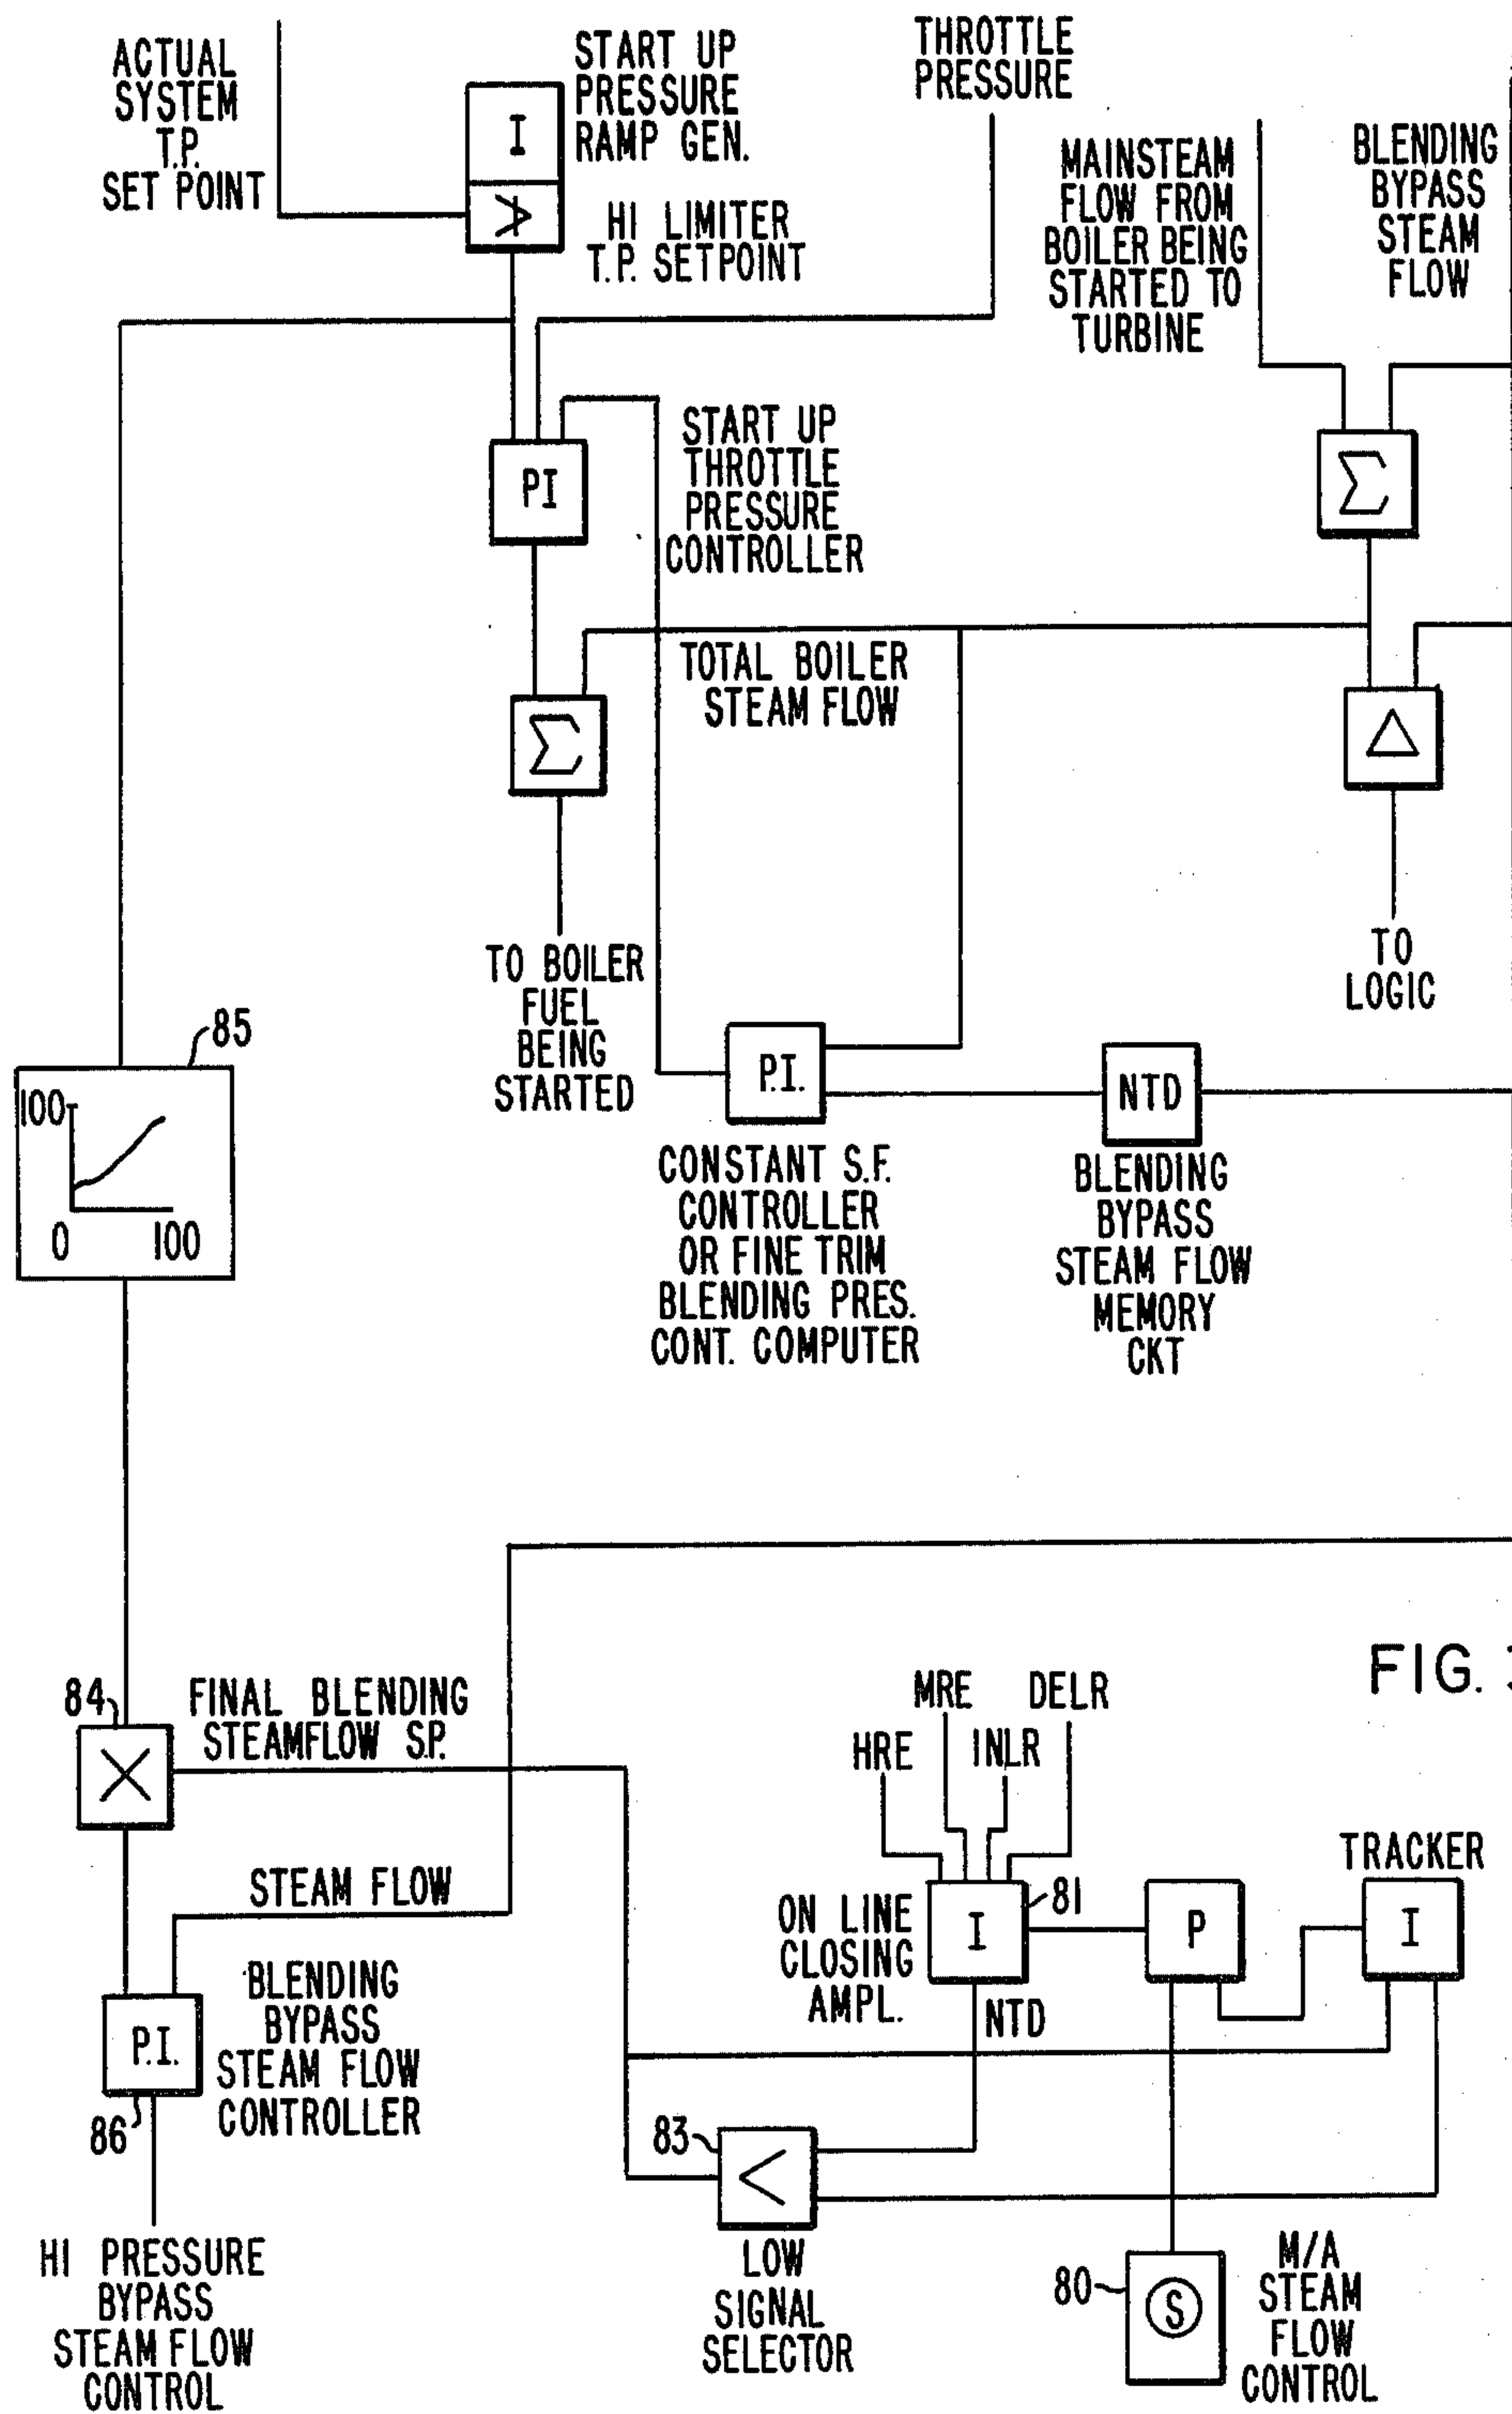 ACTUAL
SYSTEM
T.P.
SET POINT
I
START UP
PRESSURE
RAMP GEN.
HI LIMITER
T.P. SETPOINT
THROTTLE
PRESSURE
MAINSTEAM
FLOW FROM
BOILER BEING
STARTED TO
TURBINE
BLENDING
BYPASS
STEAM
FLOW
PI
START UP
THROTTLE
PRESSURE
CONTROLLER
Σ
TOTAL BOILER
STEAM FLOW
Σ
Δ
TO BOILER
FUEL
BEING
STARTED
TO
LOGIC
85
100
0 100
P.I.
NTD
CONSTANT S.F.
CONTROLLER
OR FINE TRIM
BLENDING PRES.
CONT. COMPUTER
BLENDING
BYPASS
STEAM FLOW
MEMORY
CKT
FIG.
84
X
FINAL BLENDING
STEAMFLOW S.P.
MRE DELR
HRE INLR
TRACKER
STEAM FLOW
ON LINE
CLOSING
AMPL.
I
81
P
I
NTD
P.I.
86
BLENDING
BYPASS
STEAM FLOW
CONTROLLER
83
<
LOW
SIGNAL
SELECTOR
80
S
M/A
STEAM
FLOW
CONTROL
HI PRESSURE
BYPASS
STEAM FLOW
CONTROL